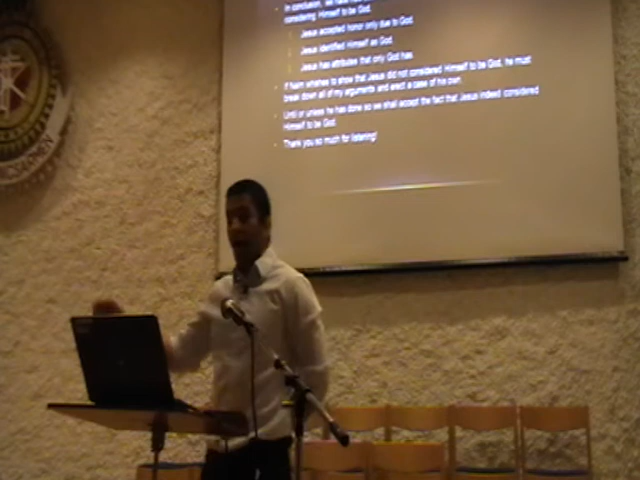 In conclusion, we have
considering Himself to be God.
Jesus accepted honor only due to God.
Jesus identified Himself as God.
Jesus has attributes that only God has.
If Naim whishes to show that Jesus did not considered Himself to be God, he must
break down all of my arguments and erect a case of his own.
Until or unless he has done so we shall accept the fact that Jesus indeed considered
Himself to be God.
Thank you so much for listening!